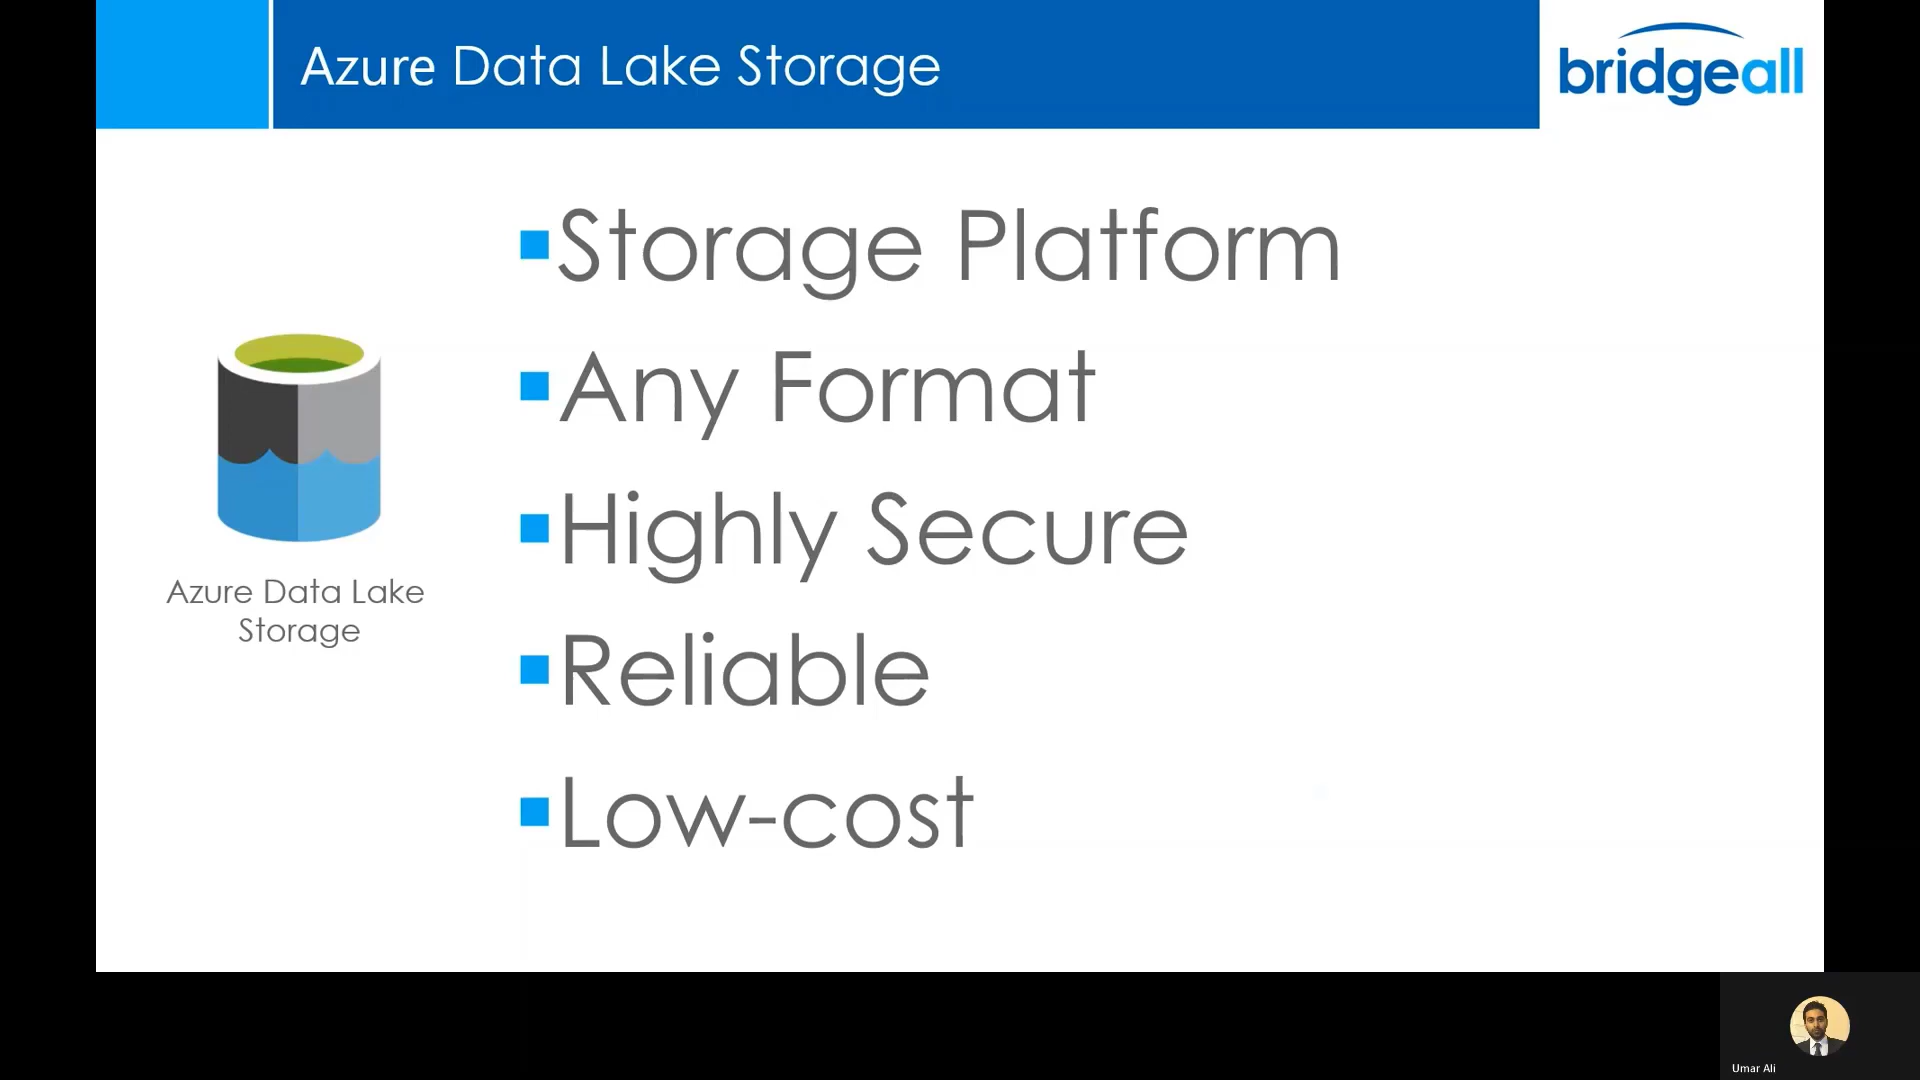 Azure Data Lake Storage
bridgeall
Storage Platform
Any Format
Highly Secure
Reliable
Low-cost
Azure Data Lake
Storage
Umar Ali